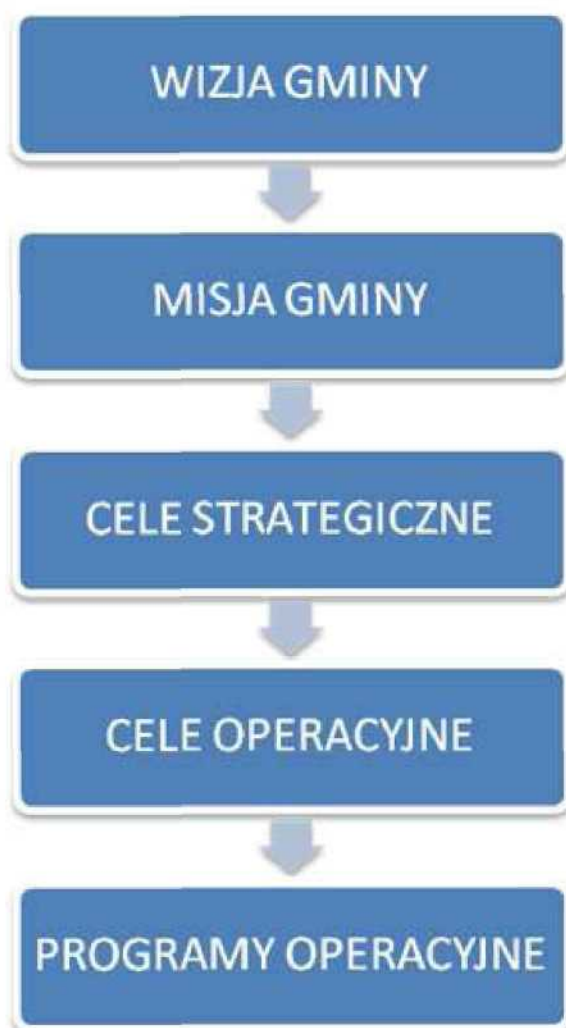 WIZJA GMINY
MISJA GMINY
CELE STRATEGICZNE
CELE OPERACYJNE
PROGRAMY OPERACYJNE